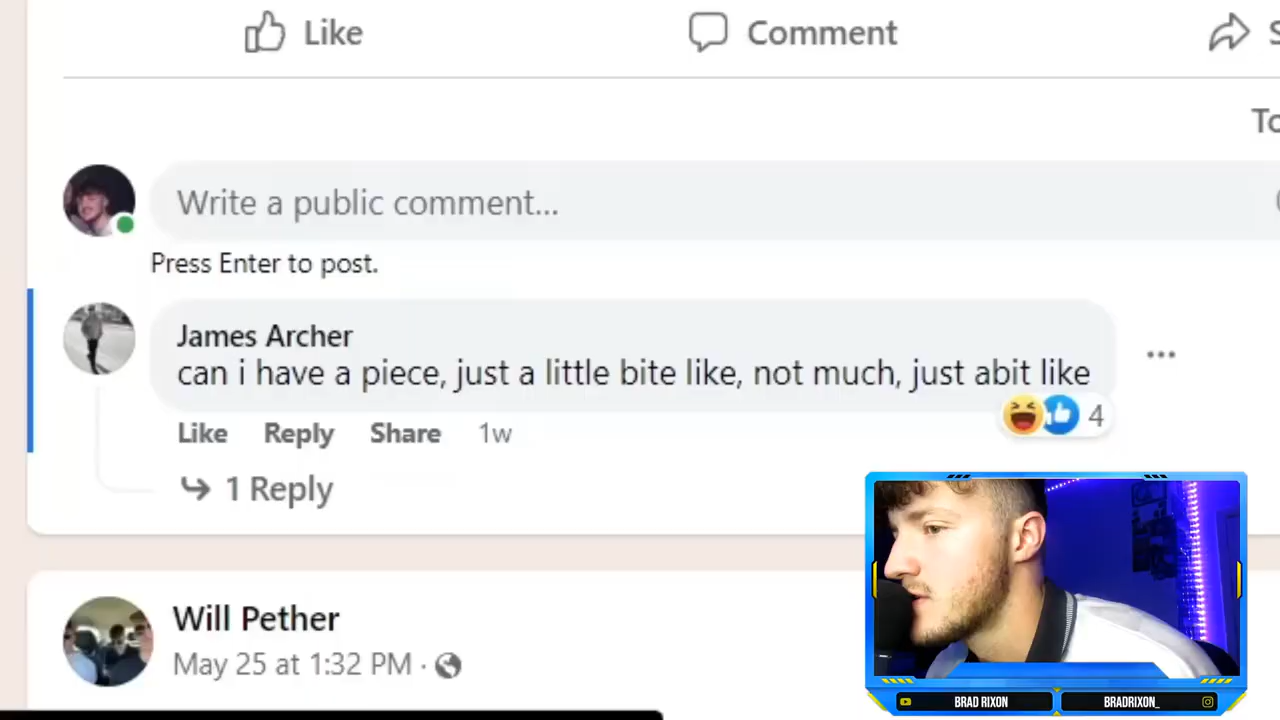 Like
Comment
Write a public comment...
Press Enter to post.
James Archer
can i have a piece, just a little bite like, not much, just abit like
4
Like Reply Share 1w
1 Reply
Will Pether
May 25 at 1:32 PM ·
BRAD RIXON
BRADRIXON_